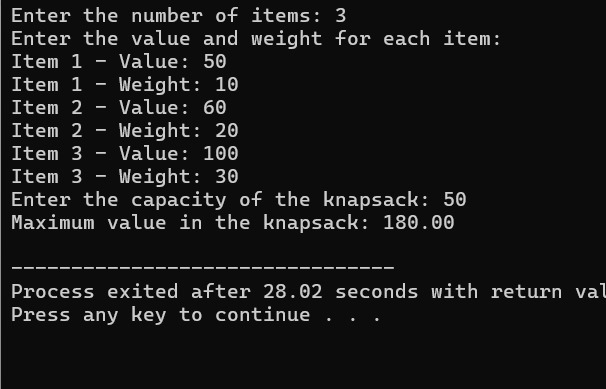 Enter the number of items: 3
Enter the value and weight for each item:
Item 1 - Value: 50
Item 1 - Weight: 10
Item 2 - Value: 60
Item 2 - Weight: 20
Item 3 - Value: 100
Item 3 - Weight: 30
Enter the capacity of the knapsack: 50
Maximum value in the knapsack: 180.00
--------------------------------
Process exited after 28.02 seconds with return val
Press any key to continue . . .